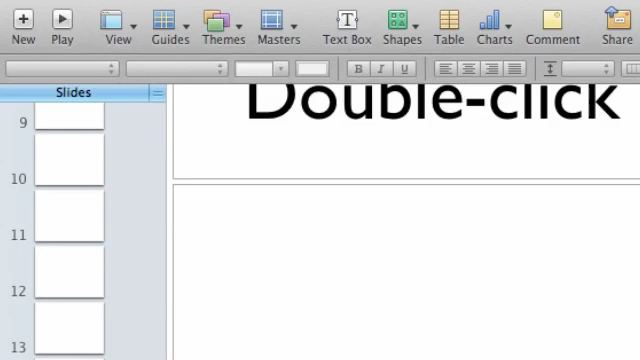 New Play View Guides Themes Masters Text Box Shapes Table Charts Comment Share
B I U
Slides
Double-click
9
10
11
12
13